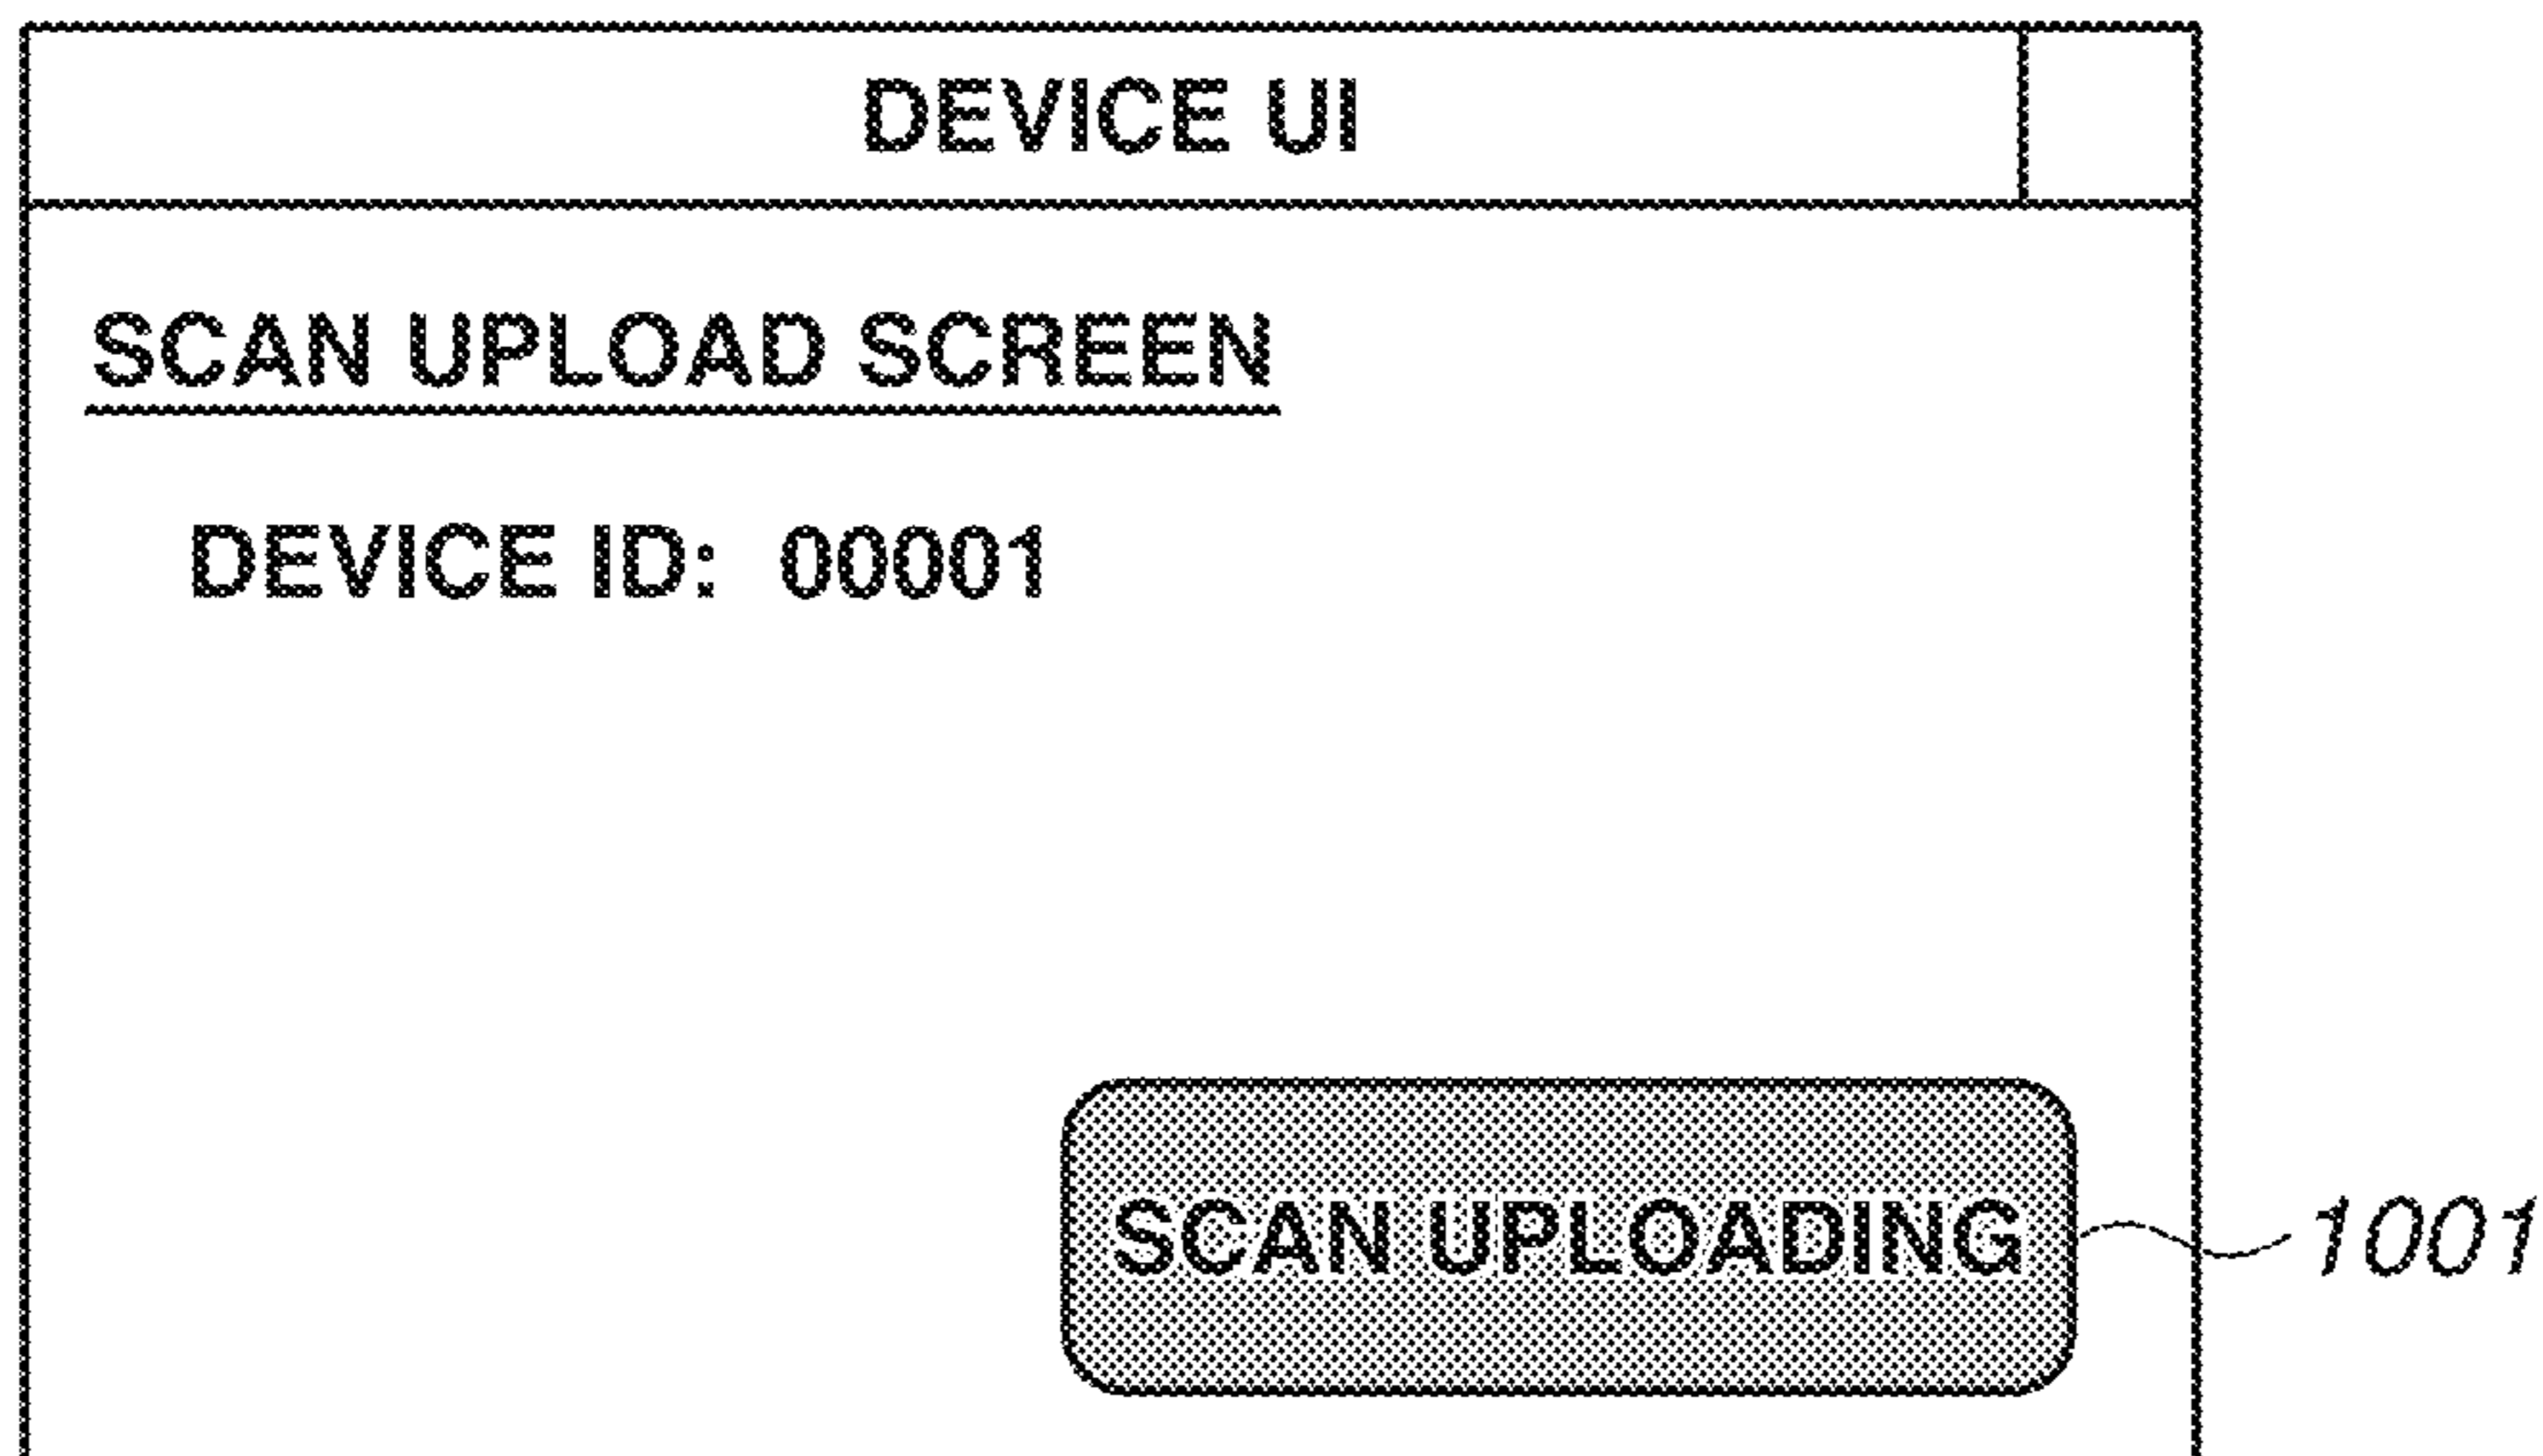 DEVICE UI
SCAN UPLOAD SCREEN
DEVICE ID: 00001
SCAN UPLOADING
1001